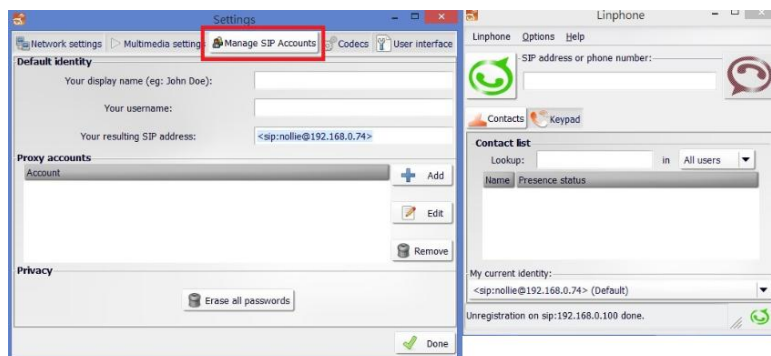 Settings
Network settings Multimedia settings Manage SIP Accounts Codecs User interface
Default identity
Your display name (eg: John Doe):
Your username:
Your resulting SIP address: <sip:nollie@192.168.0.74>
Proxy accounts
Account
Add
Edit
Remove
Privacy
Erase all passwords
Done
Linphone
Linphone Options Help
SIP address or phone number:
Contacts Keypad
Contact list
Lookup: in All users
Name Presence status
My current identity:
<sip:nollie@192.168.0.74> (Default)
Unregistration on sip:192.168.0.100 done.